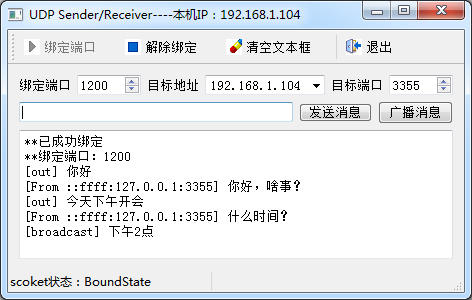 UDP Sender/Receiver----本机IP：192.168.1.104
绑定端口 解除绑定 清空文本框 退出
绑定端口 1200 目标地址 192.168.1.104 目标端口 3355
发送消息 广播消息
**已成功绑定
**绑定端口：1200
[out] 你好
[From ::ffff:127.0.0.1:3355] 你好，啥事？
[out] 今天下午开会
[From ::ffff:127.0.0.1:3355] 什么时间？
[broadcast] 下午2点
scoket状态：BoundState